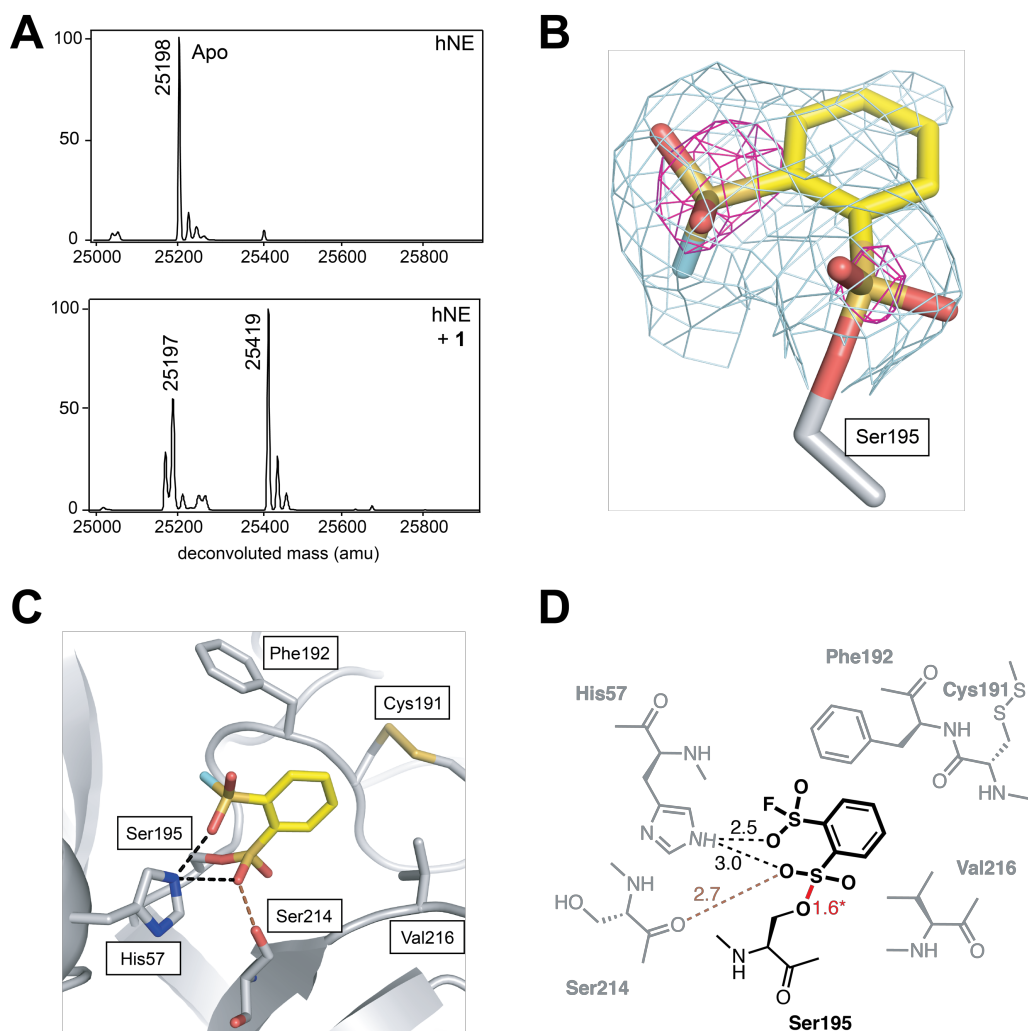 A
100
50
0
25198
Apo
hNE
25000
25200
25400
25600
25800
100
50
0
25197
25419
hNE
+ 1
25000
25200
25400
25600
25800
deconvoluted mass (amu)
B
Ser195
C
Phe192
Cys191
Ser195
Ser214
Val216
His57
D
Phe192
His57
Cys191
O
O
S
S
NH
NH
O
O
NH
N
NH
F
S
O
O
2.5
3.0
O
S
O
O
1.6*
2.7
NH
HO
O
Ser214
Val216
N
H
O
N
H
O
Ser195